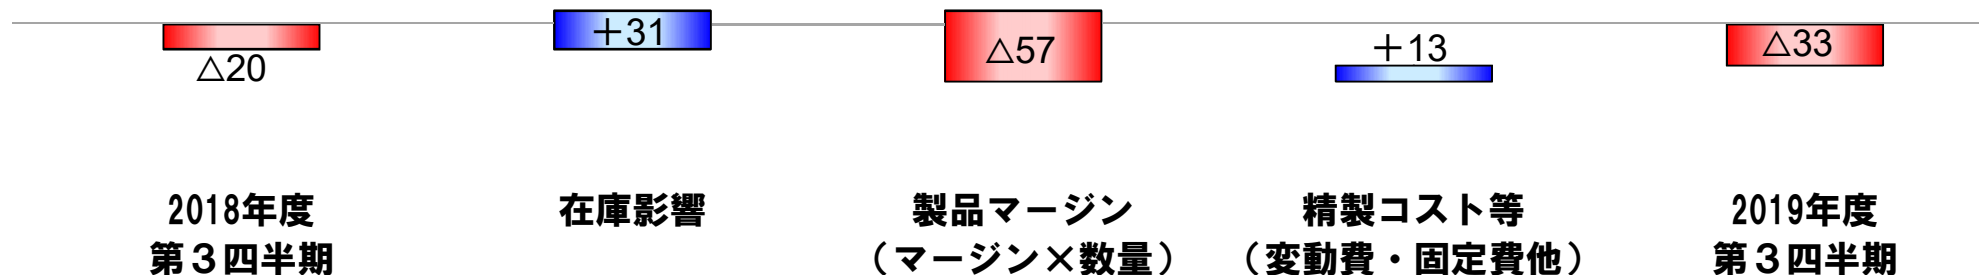 △20
＋31
△57
＋13
△33
2018年度
第３四半期
在庫影響
製品マージン
（マージン×数量）
精製コスト等
（変動費・固定費他）
2019年度
第３四半期